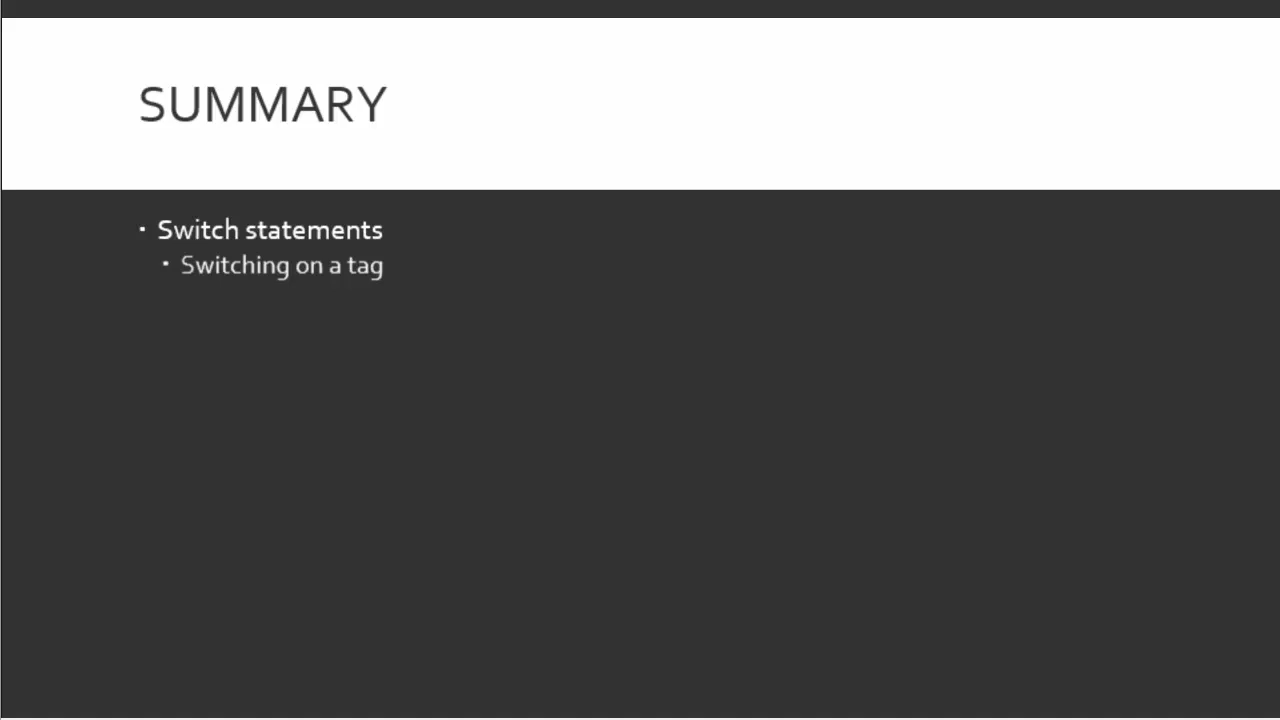 SUMMARY
▪ Switch statements
▪ Switching on a tag